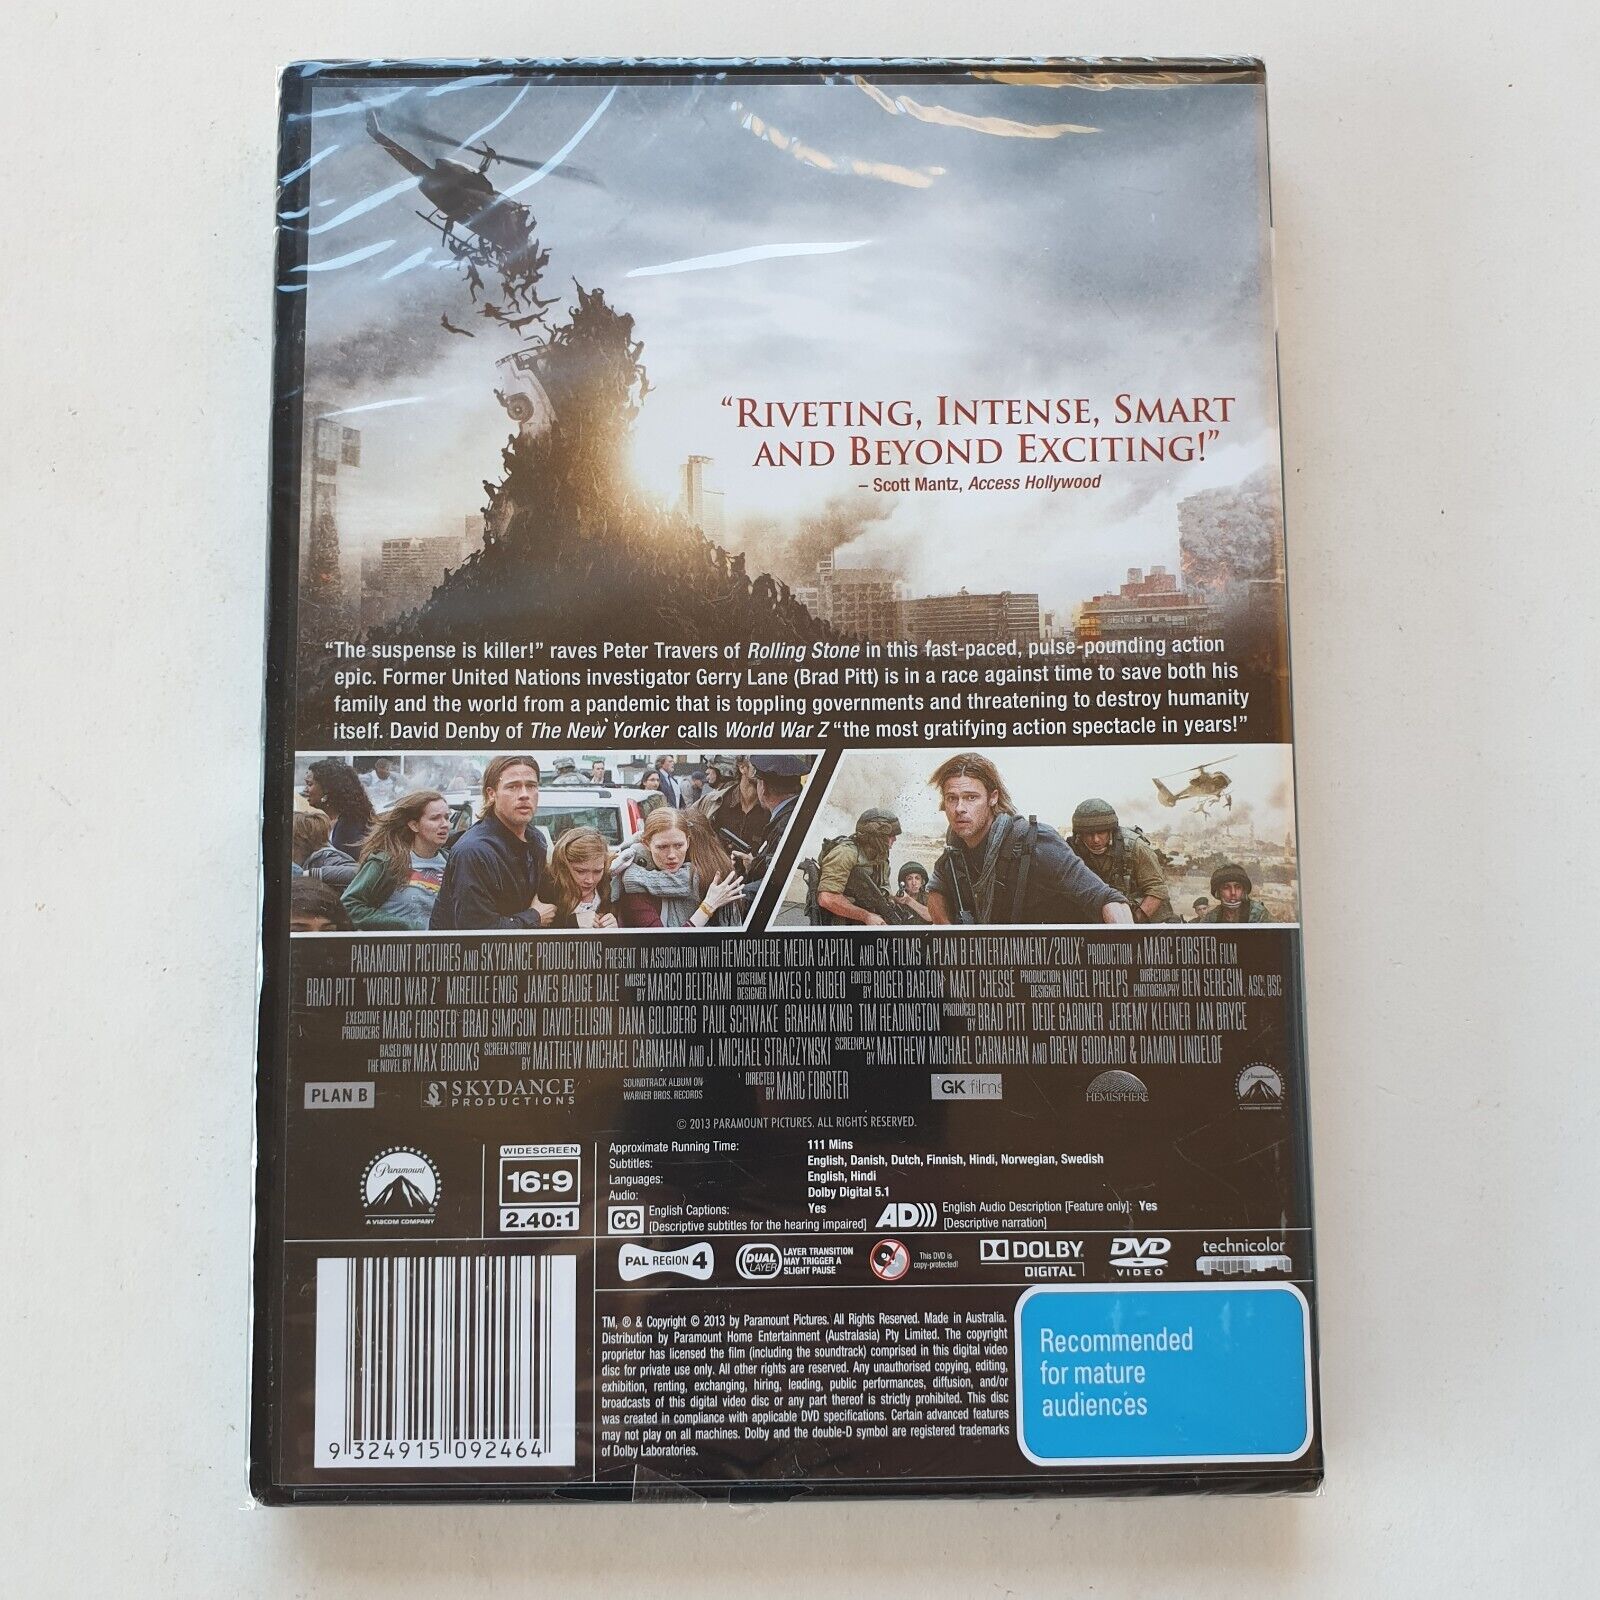 “RIVETING, INTENSE, SMART
AND BEYOND EXCITING!”
– Scott Mantz, Access Hollywood
“The suspense is killer!” raves Peter Travers of Rolling Stone in this fast-paced, pulse-pounding action
epic. Former United Nations investigator Gerry Lane (Brad Pitt) is in a race against time to save both his
family and the world from a pandemic that is toppling governments and threatening to destroy humanity
itself. David Denby of The New Yorker calls World War Z “the most gratifying action spectacle in years!”
PARAMOUNT PICTURES AND SKYDANCE PRODUCTIONS PRESENT IN ASSOCIATION WITH HEMISPHERE MEDIA CAPITAL AND GK FILMS A PLAN B ENTERTAINMENT/2DUX² PRODUCTION A MARC FORSTER FILM
BRAD PITT "WORLD WAR Z" MIREILLE ENOS JAMES BADGE DALE MUSIC BY MARCO BELTRAMI COSTUME DESIGNER MAYES C. RUBEO EDITED BY ROGER BARTON MATT CHESSÉ PRODUCTION DESIGNER NIGEL PHELPS DIRECTOR OF PHOTOGRAPHY BEN SERESIN, ASC, BSC
EXECUTIVE PRODUCERS MARC FORSTER BRAD SIMPSON DAVID ELLISON DANA GOLDBERG PAUL SCHWAKE GRAHAM KING TIM HEADINGTON PRODUCED BY BRAD PITT DEDE GARDNER JEREMY KLEINER IAN BRYCE
BASED ON THE NOVEL BY MAX BROOKS SCREEN STORY BY MATTHEW MICHAEL CARNAHAN AND J. MICHAEL STRACZYNSKI SCREENPLAY BY MATTHEW MICHAEL CARNAHAN AND DREW GODDARD & DAMON LINDELOF
DIRECTED BY MARC FORSTER
PLAN B
SKYDANCE
PRODUCTIONS
SOUNDTRACK ALBUM ON
WARNER BROS. RECORDS
GK films
HEMISPHERE
© 2013 PARAMOUNT PICTURES. ALL RIGHTS RESERVED.
Paramount
A VIACOM COMPANY
WIDESCREEN
16:9
2.40:1
Approximate Running Time: 111 Mins
Subtitles: English, Danish, Dutch, Finnish, Hindi, Norwegian, Swedish
Languages: English, Hindi
Audio: Dolby Digital 5.1
CC English Captions: Yes
[Descriptive subtitles for the hearing impaired]
AD))) English Audio Description [Feature only]: Yes
[Descriptive narration]
PAL REGION 4
DUAL LAYER
LAYER TRANSITION
MAY TRIGGER A
SLIGHT PAUSE
This DVD is
copy-protected!
DOLBY
DIGITAL
DVD
VIDEO
technicolor
TM, ® & Copyright © 2013 by Paramount Pictures. All Rights Reserved. Made in Australia.
Distribution by Paramount Home Entertainment (Australasia) Pty Limited. The copyright
proprietor has licensed the film (including the soundtrack) comprised in this digital video
disc for private use only. All other rights are reserved. Any unauthorised copying, editing,
exhibition, renting, exchanging, hiring, lending, public performances, diffusion, and/or
broadcasts of this digital video disc or any part thereof is strictly prohibited. This disc
was created in compliance with applicable DVD specifications. Certain advanced features
may not play on all machines. Dolby and the double-D symbol are registered trademarks
of Dolby Laboratories.
Recommended
for mature
audiences
9 324915 092464